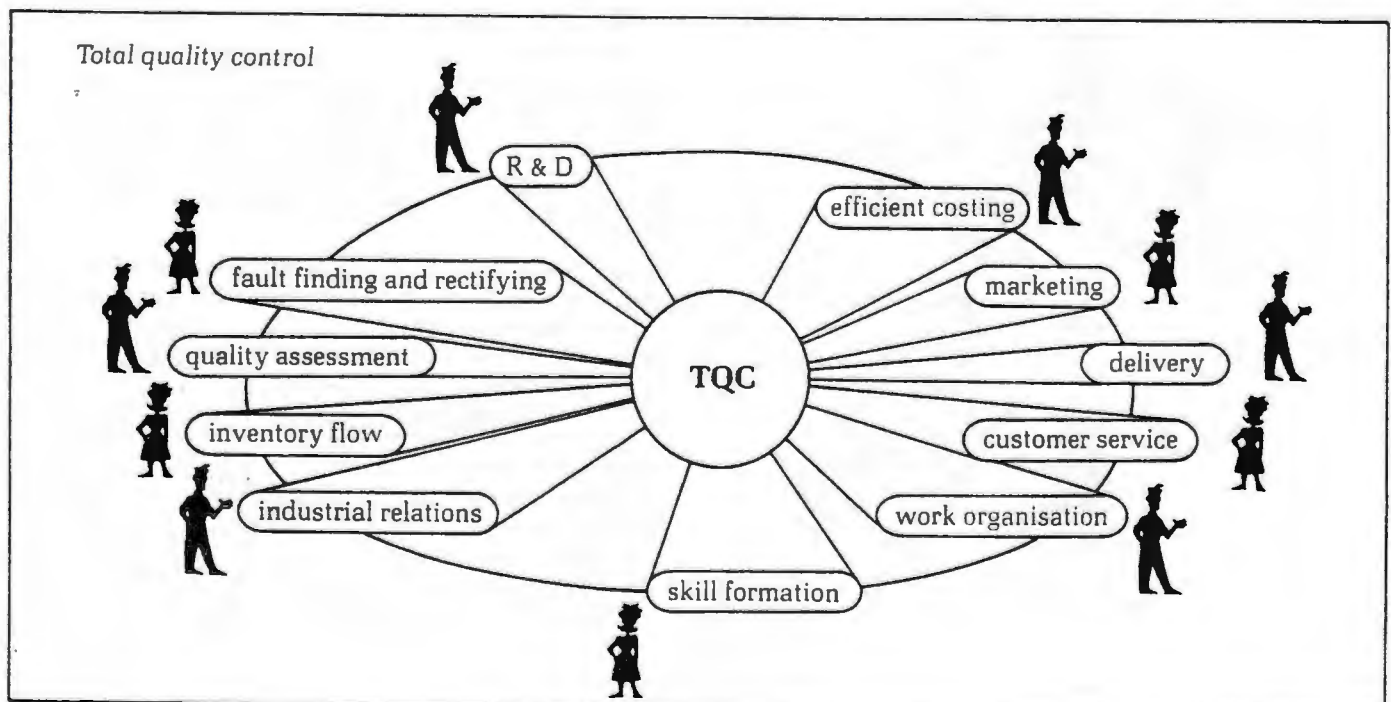 Total quality control
R & D
efficient costing
fault finding and rectifying
marketing
quality assessment
TQC
delivery
inventory flow
customer service
industrial relations
work organisation
skill formation